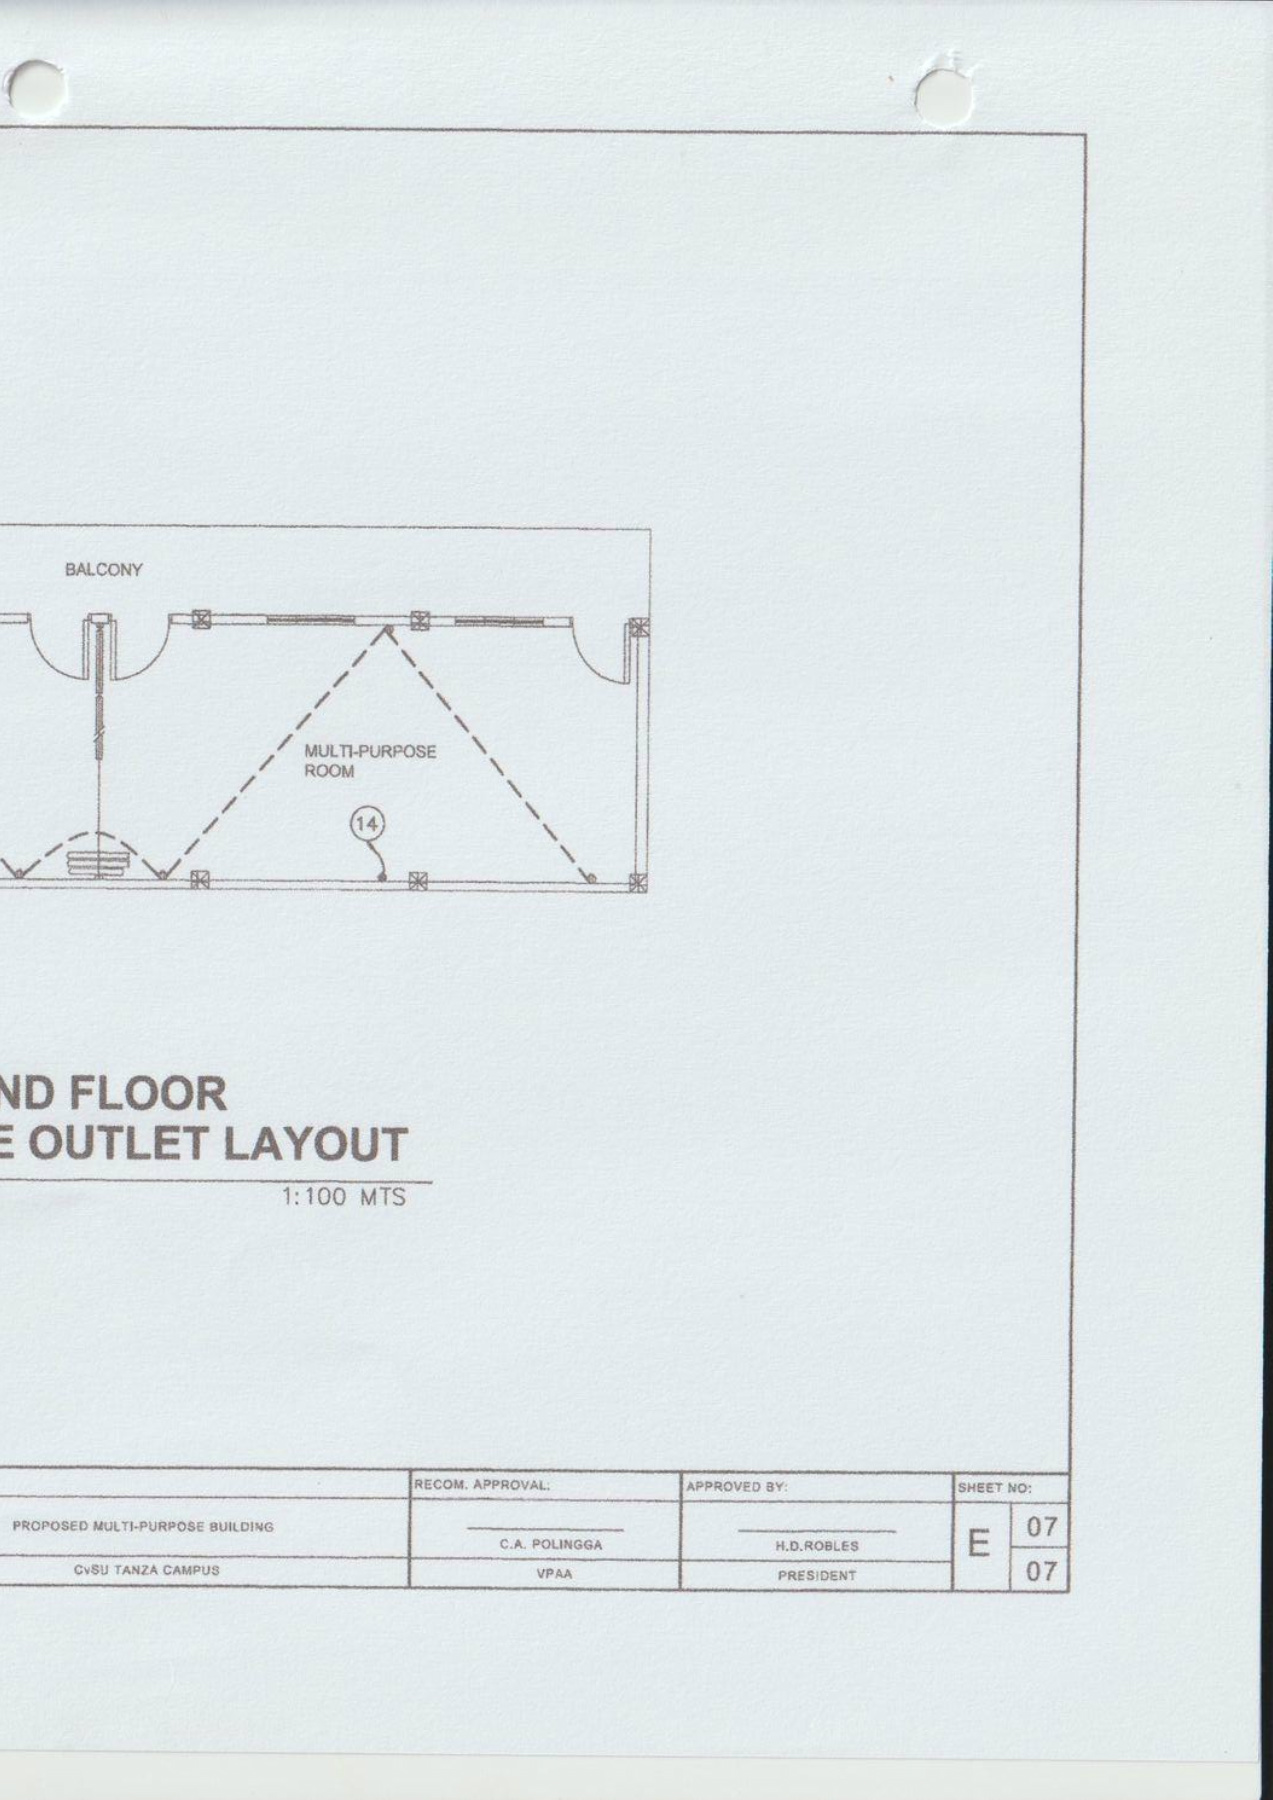 BALCONY
MULTI-PURPOSE
ROOM
14
ND FLOOR
E OUTLET LAYOUT
1:100 MTS
RECOM. APPROVAL:
APPROVED BY:
SHEET NO:
PROPOSED MULTI-PURPOSE BUILDING
C.A. POLINGGA
H.D.ROBLES
E
07
CvSU TANZA CAMPUS
VPAA
PRESIDENT
07